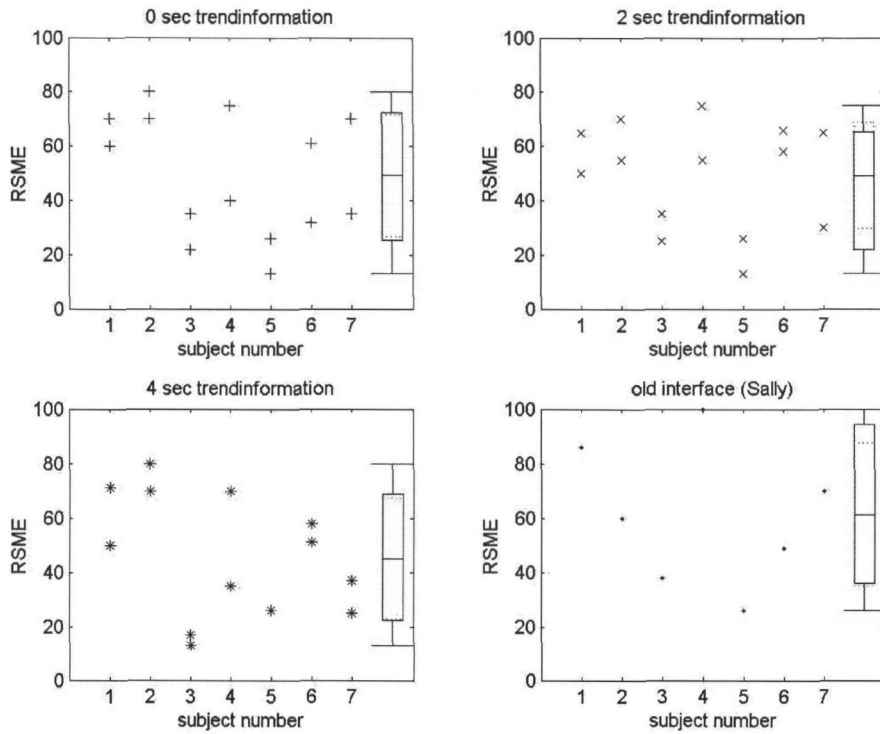 0 sec trendinformation
100
80
60
40
20
0
RSME
1 2 3 4 5 6 7
subject number
2 sec trendinformation
100
80
60
40
20
0
RSME
1 2 3 4 5 6 7
subject number
4 sec trendinformation
100
80
60
40
20
0
RSME
1 2 3 4 5 6 7
subject number
old interface (Sally)
100
80
60
40
20
0
RSME
1 2 3 4 5 6 7
subject number